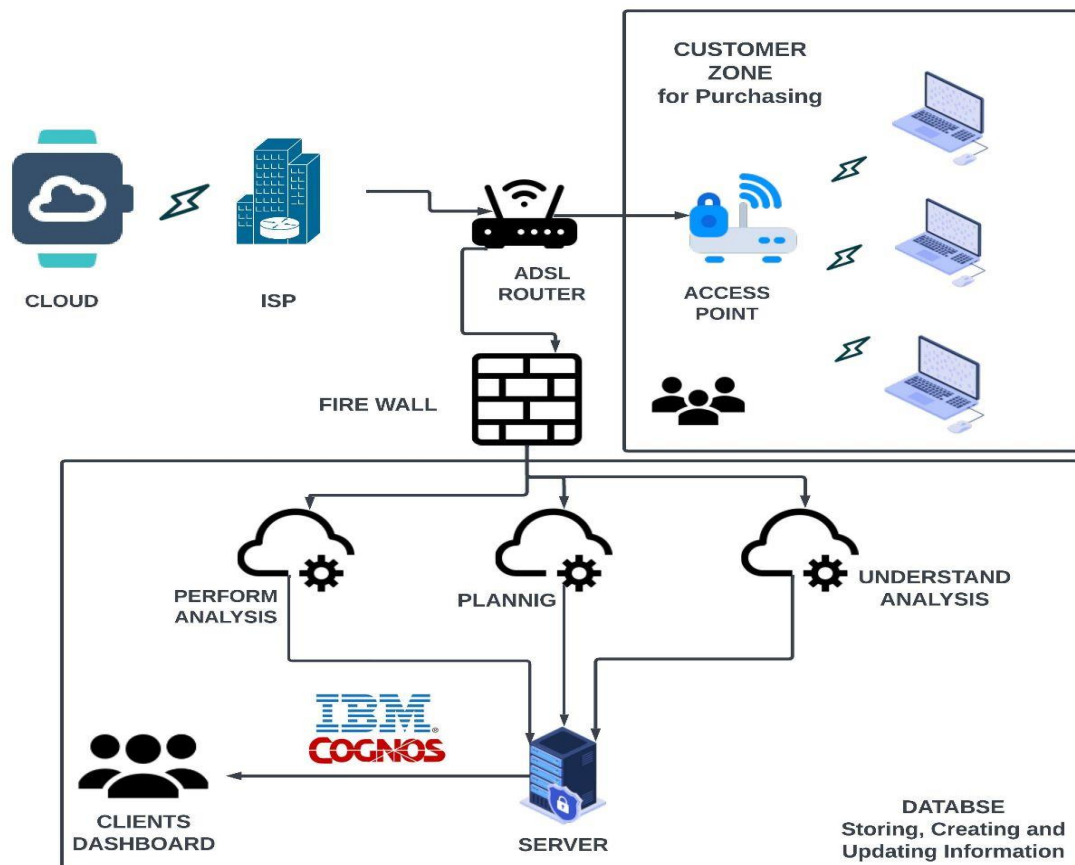 CUSTOMER
ZONE
for Purchasing
CLOUD
ISP
ADSL
ROUTER
ACCESS
POINT
FIRE WALL
PERFORM
ANALYSIS
PLANNIG
UNDERSTAND
ANALYSIS
IBM®
COGNOS
CLIENTS
DASHBOARD
SERVER
DATABSE
Storing, Creating and
Updating Information